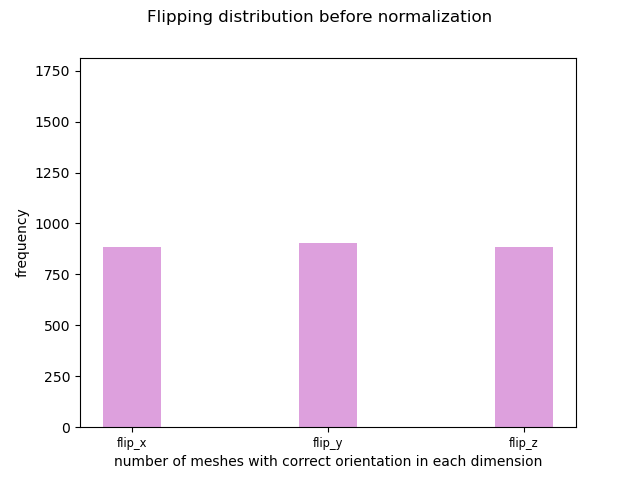 Flipping distribution before normalization
1750
1500
1250
1000
750
500
250
0
frequency
flip_x flip_y flip_z
number of meshes with correct orientation in each dimension